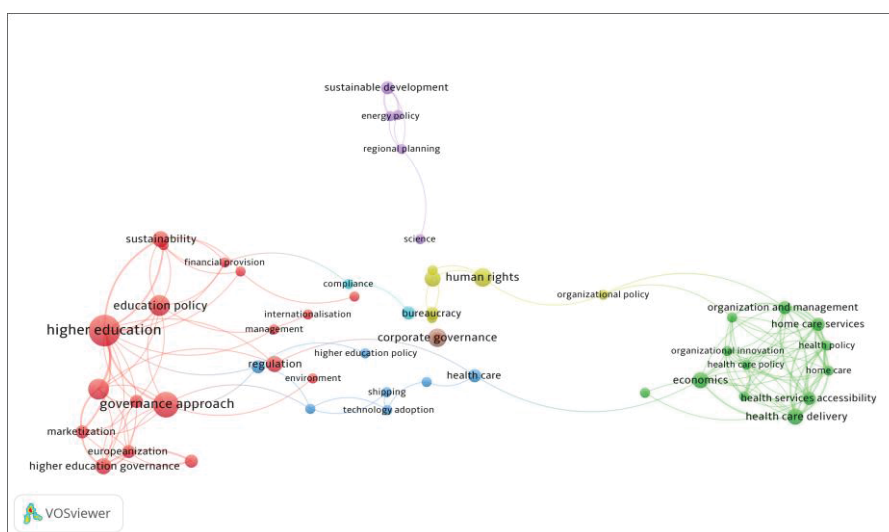 sustainable development
energy policy
regional planning
science
sustainability
financial provision
compliance
human rights
organizational policy
education policy
internationalisation
bureaucracy
organization and management
higher education
management
corporate governance
home care services
health policy
higher education policy
organizational innovation
regulation
health care policy
home care
environment
health care
economics
shipping
health services accessibility
governance approach
technology adoption
health care delivery
marketization
europeanization
higher education governance
VOSviewer